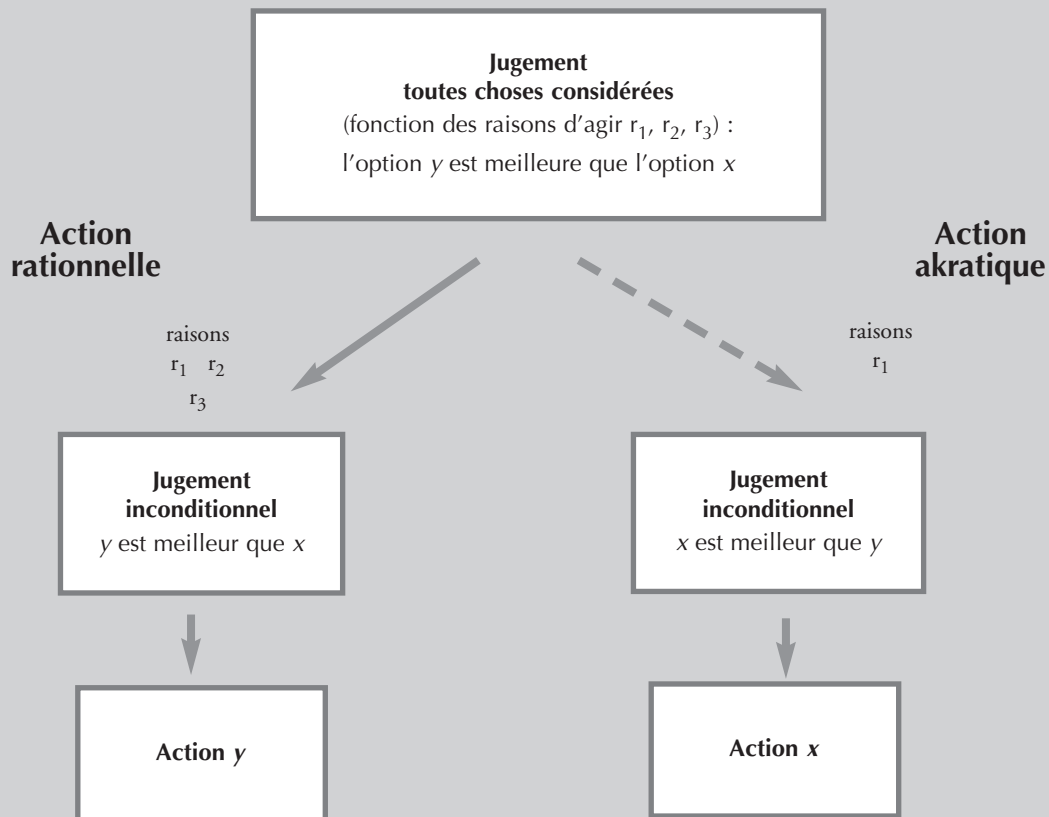 Jugement
toutes choses considérées
(fonction des raisons d'agir r₁, r₂, r₃) :
l'option y est meilleure que l'option x
Action
rationnelle
Action
akratique
raisons
r₁ r₂
r₃
raisons
r₁
Jugement
inconditionnel
y est meilleur que x
Jugement
inconditionnel
x est meilleur que y
Action y
Action x